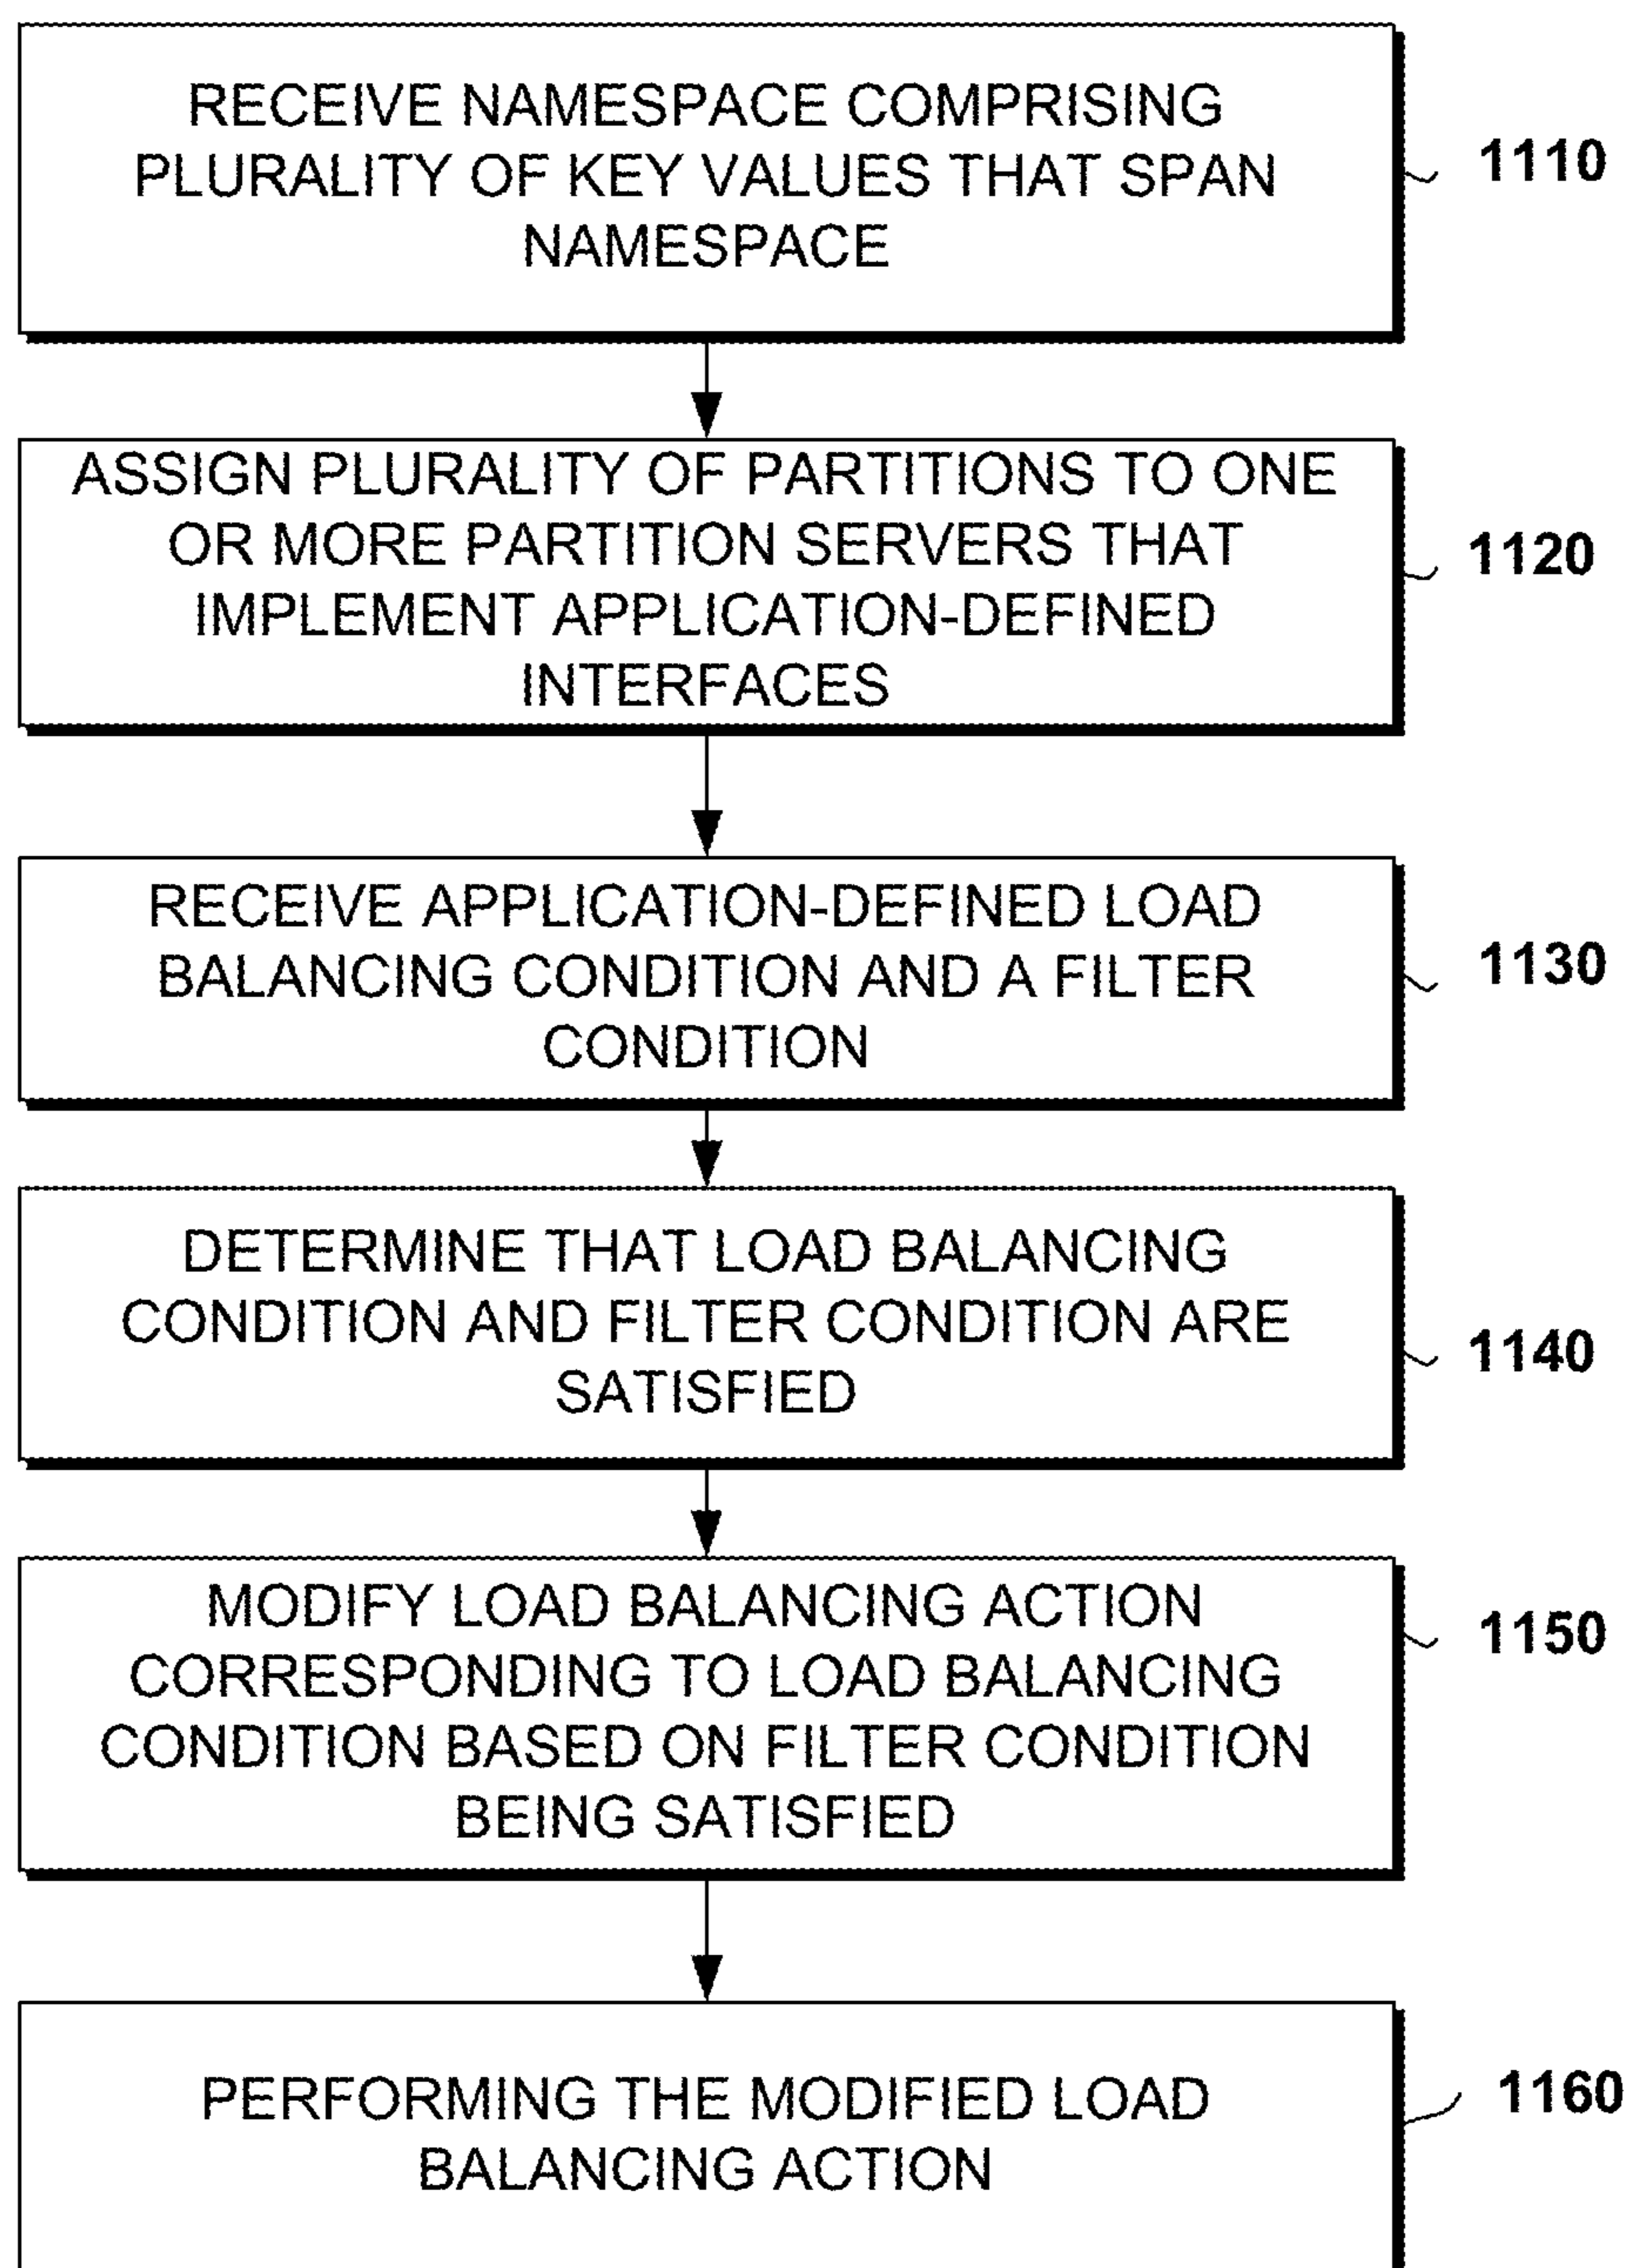 RECEIVE NAMESPACE COMPRISING
PLURALITY OF KEY VALUES THAT SPAN
NAMESPACE
1110
ASSIGN PLURALITY OF PARTITIONS TO ONE
OR MORE PARTITION SERVERS THAT
IMPLEMENT APPLICATION-DEFINED
INTERFACES
1120
RECEIVE APPLICATION-DEFINED LOAD
BALANCING CONDITION AND A FILTER
CONDITION
1130
DETERMINE THAT LOAD BALANCING
CONDITION AND FILTER CONDITION ARE
SATISFIED
1140
MODIFY LOAD BALANCING ACTION
CORRESPONDING TO LOAD BALANCING
CONDITION BASED ON FILTER CONDITION
BEING SATISFIED
1150
PERFORMING THE MODIFIED LOAD
BALANCING ACTION
1160